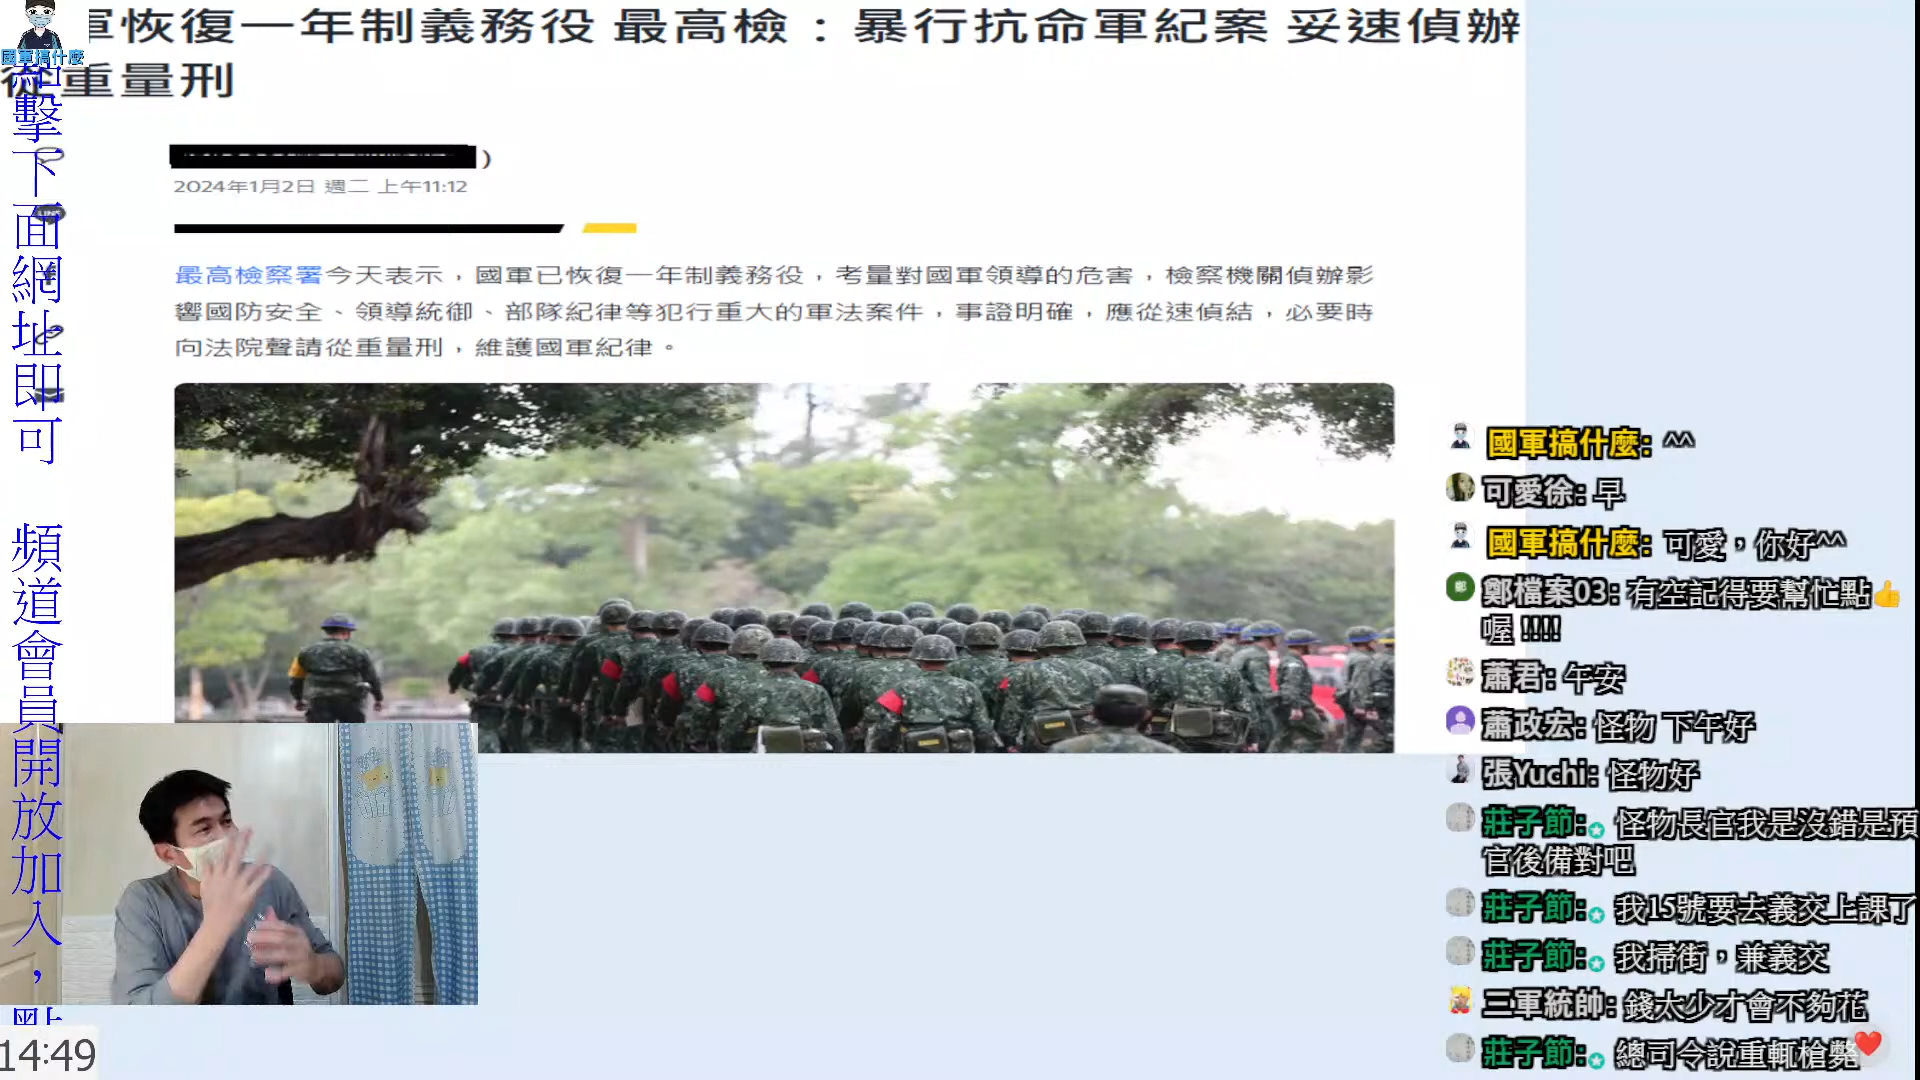 軍恢復一年制義務役 最高檢：暴行抗命軍紀案 妥速偵辦
從重量刑
國軍搞什麼
點擊下面網址即可 頻道會員開放加入，點
)
2024年1月2日 週二 上午11:12
最高檢察署今天表示，國軍已恢復一年制義務役，考量對國軍領導的危害，檢察機關偵辦影
響國防安全、領導統御、部隊紀律等犯行重大的軍法案件，事證明確，應從速偵結，必要時
向法院聲請從重量刑，維護國軍紀律。
國軍搞什麼: ^^
可愛徐: 早
國軍搞什麼: 可愛，你好^^
鄭檔案03: 有空記得要幫忙點👍
喔 !!!!
蕭君: 午安
蕭政宏: 怪物 下午好
張Yuchi: 怪物好
莊子節: 怪物長官我是沒錯是預
官後備對吧
莊子節: 我15號要去義交上課了
莊子節: 我掃街，兼義交
三軍統帥: 錢太少才會不夠花
莊子節: 總司令說重輒槍斃
14:49